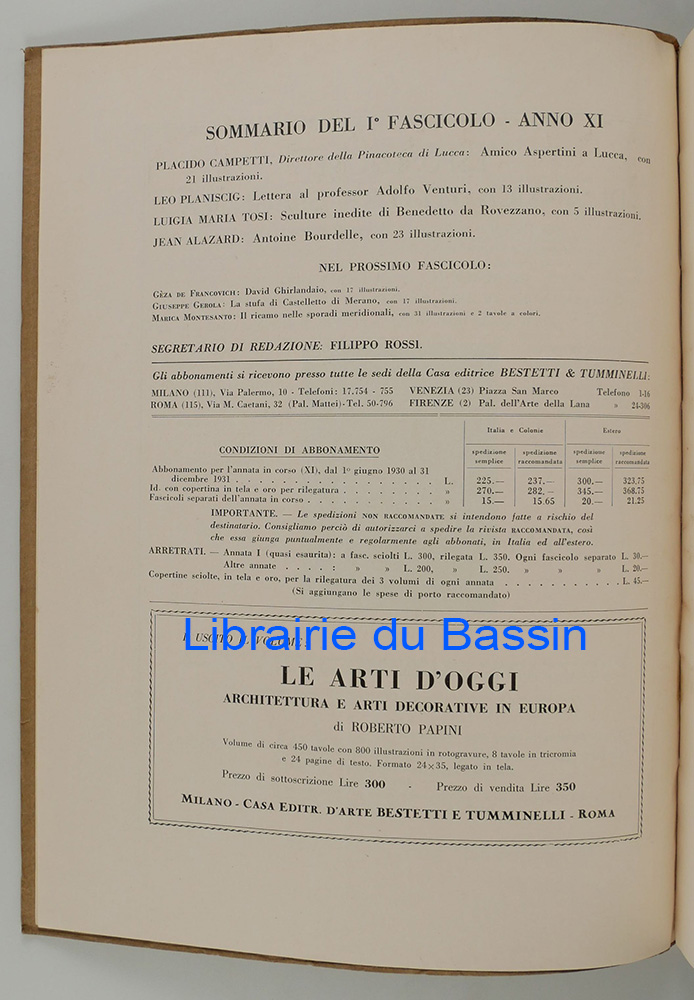 SOMMARIO DEL I° FASCICOLO - ANNO XI
PLACIDO CAMPETTI, Direttore della Pinacoteca di Lucca: Amico Aspertini a Lucca, con
21 illustrazioni.
LEO PLANISCIG: Lettera al professor Adolfo Venturi, con 13 illustrazioni.
LUIGIA MARIA TOSI: Sculture inedite di Benedetto da Rovezzano, con 5 illustrazioni.
JEAN ALAZARD: Antoine Bourdelle, con 23 illustrazioni.
NEL PROSSIMO FASCICOLO:
GÈZA DE FRANCOVICH: David Ghirlandaio, con 17 illustrazioni.
GIUSEPPE GEROLA: La stufa di Castelletto di Merano, con 17 illustrazioni.
MARICA MONTESANTO: Il ricamo nelle sporadi meridionali, con 31 illustrazioni e 2 tavole a colori.
SEGRETARIO DI REDAZIONE: FILIPPO ROSSI.
Gli abbonamenti si ricevono presso tutte le sedi della Casa editrice BESTETTI & TUMMINELLI:
MILANO (111), Via Palermo, 10 - Telefoni: 17.754 - 755 VENEZIA (23) Piazza San Marco Telefono 1-16
ROMA (115), Via M. Caetani, 32 (Pal. Mattei)-Tel. 50-796 FIRENZE (2) Pal. dell'Arte della Lana » 24-306
Italia e Colonie Estero
CONDIZIONI DI ABBONAMENTO spedizione semplice spedizione raccomandata spedizione semplice spedizione raccomandata
Abbonamento per l'annata in corso (XI), dal 1° giugno 1930 al 31
dicembre 1931 . . . . . . . . . . . . . . . . L. 225.— 237.— 300.— 323.75
Id. con copertina in tela e oro per rilegatura . . . . . . . . » 270.— 282.— 345.— 368.75
Fascicoli separati dell'annata in corso . . . . . . . . . . » 15.— 15.65 20.— 21.25
IMPORTANTE. — Le spedizioni NON RACCOMANDATE si intendono fatte a rischio del
destinatario. Consigliamo perciò di autorizzarci a spedire la rivista RACCOMANDATA, così
che essa giunga puntualmente e regolarmente agli abbonati, in Italia ed all'estero.
ARRETRATI. — Annata I (quasi esaurita): a fasc. sciolti L. 300, rilegata L. 350. Ogni fascicolo separato L. 30.—
Altre annate . . . . : » » L. 200, » L. 250. » » » L. 20.—
Copertine sciolte, in tela e oro, per la rilegatura dei 3 volumi di ogni annata . . . . . . . . . . L. 45.—
(Si aggiungano le spese di porto raccomandato)
È USCITO IL VOLUME:
Librairie du Bassin
LE ARTI D'OGGI
ARCHITETTURA E ARTI DECORATIVE IN EUROPA
di ROBERTO PAPINI
Volume di circa 450 tavole con 800 illustrazioni in rotogravure, 8 tavole in tricromia
e 24 pagine di testo. Formato 24×35, legato in tela.
Prezzo di sottoscrizione Lire 300 - Prezzo di vendita Lire 350
MILANO - CASA EDITR. D'ARTE BESTETTI E TUMMINELLI - ROMA